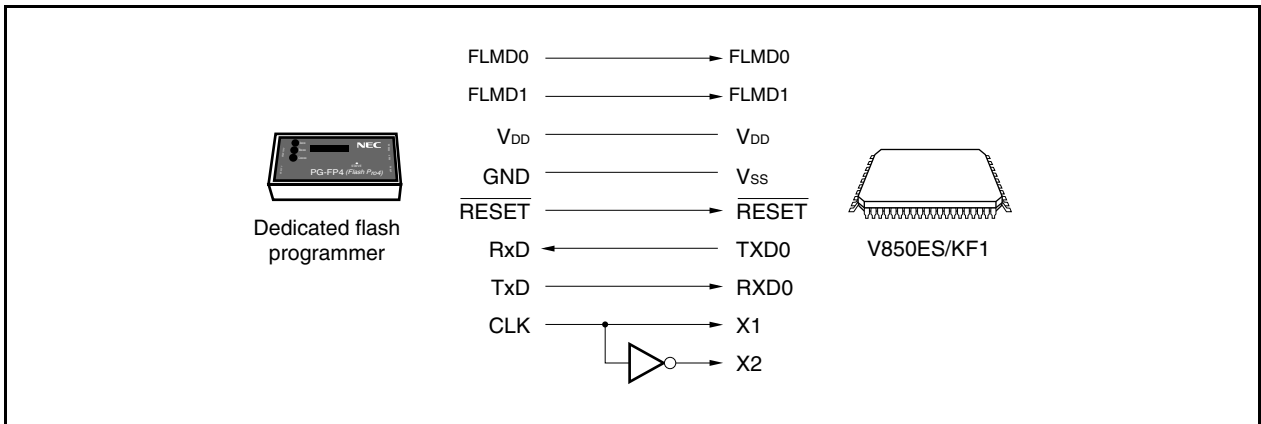 FLMD0 FLMD0
FLMD1 FLMD1
VDD VDD
GND VSS
RESET RESET
RxD TXD0
TxD RXD0
CLK X1
X2
NEC
PG-FP4 (Flash Pro4)
Dedicated flash
programmer
V850ES/KF1